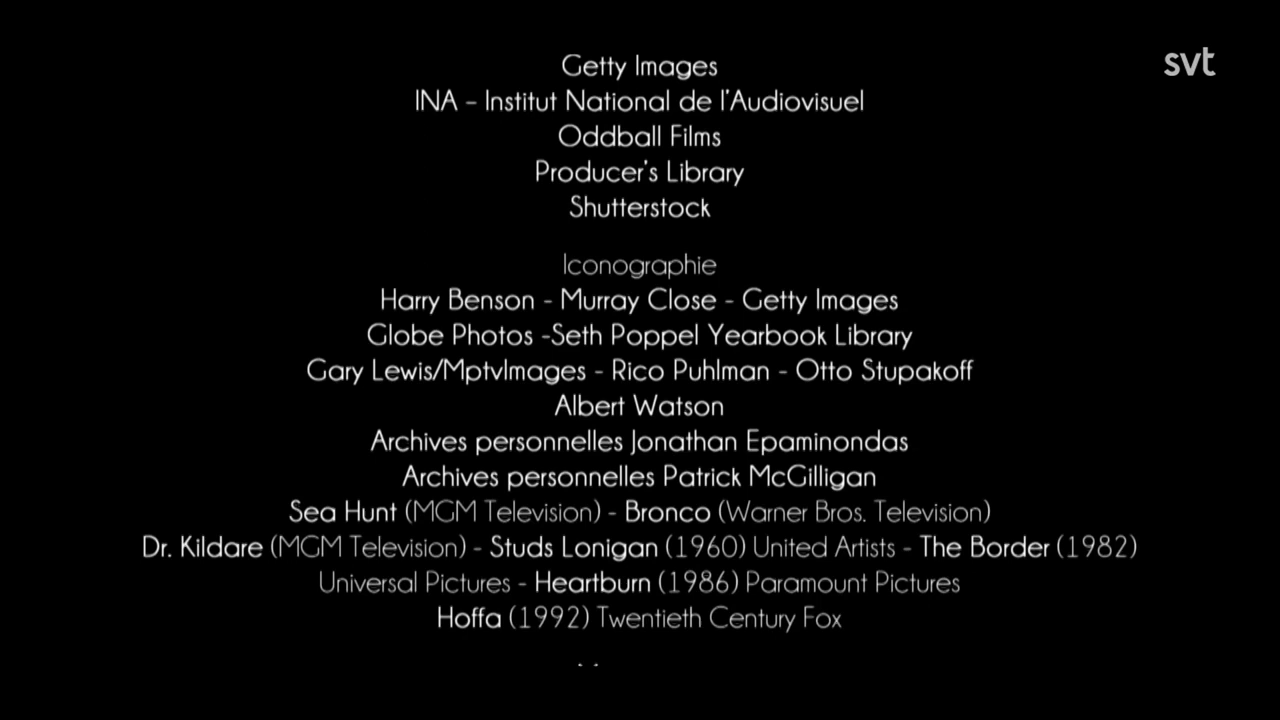 svt
Getty Images
INA – Institut National de l'Audiovisuel
Oddball Films
Producer's Library
Shutterstock
Iconographie
Harry Benson - Murray Close - Getty Images
Globe Photos -Seth Poppel Yearbook Library
Gary Lewis/MptvImages - Rico Puhlman - Otto Stupakoff
Albert Watson
Archives personnelles Jonathan Epaminondas
Archives personnelles Patrick McGilligan
Sea Hunt (MGM Television) - Bronco (Warner Bros. Television)
Dr. Kildare (MGM Television) - Studs Lonigan (1960) United Artists - The Border (1982)
Universal Pictures - Heartburn (1986) Paramount Pictures
Hoffa (1992) Twentieth Century Fox